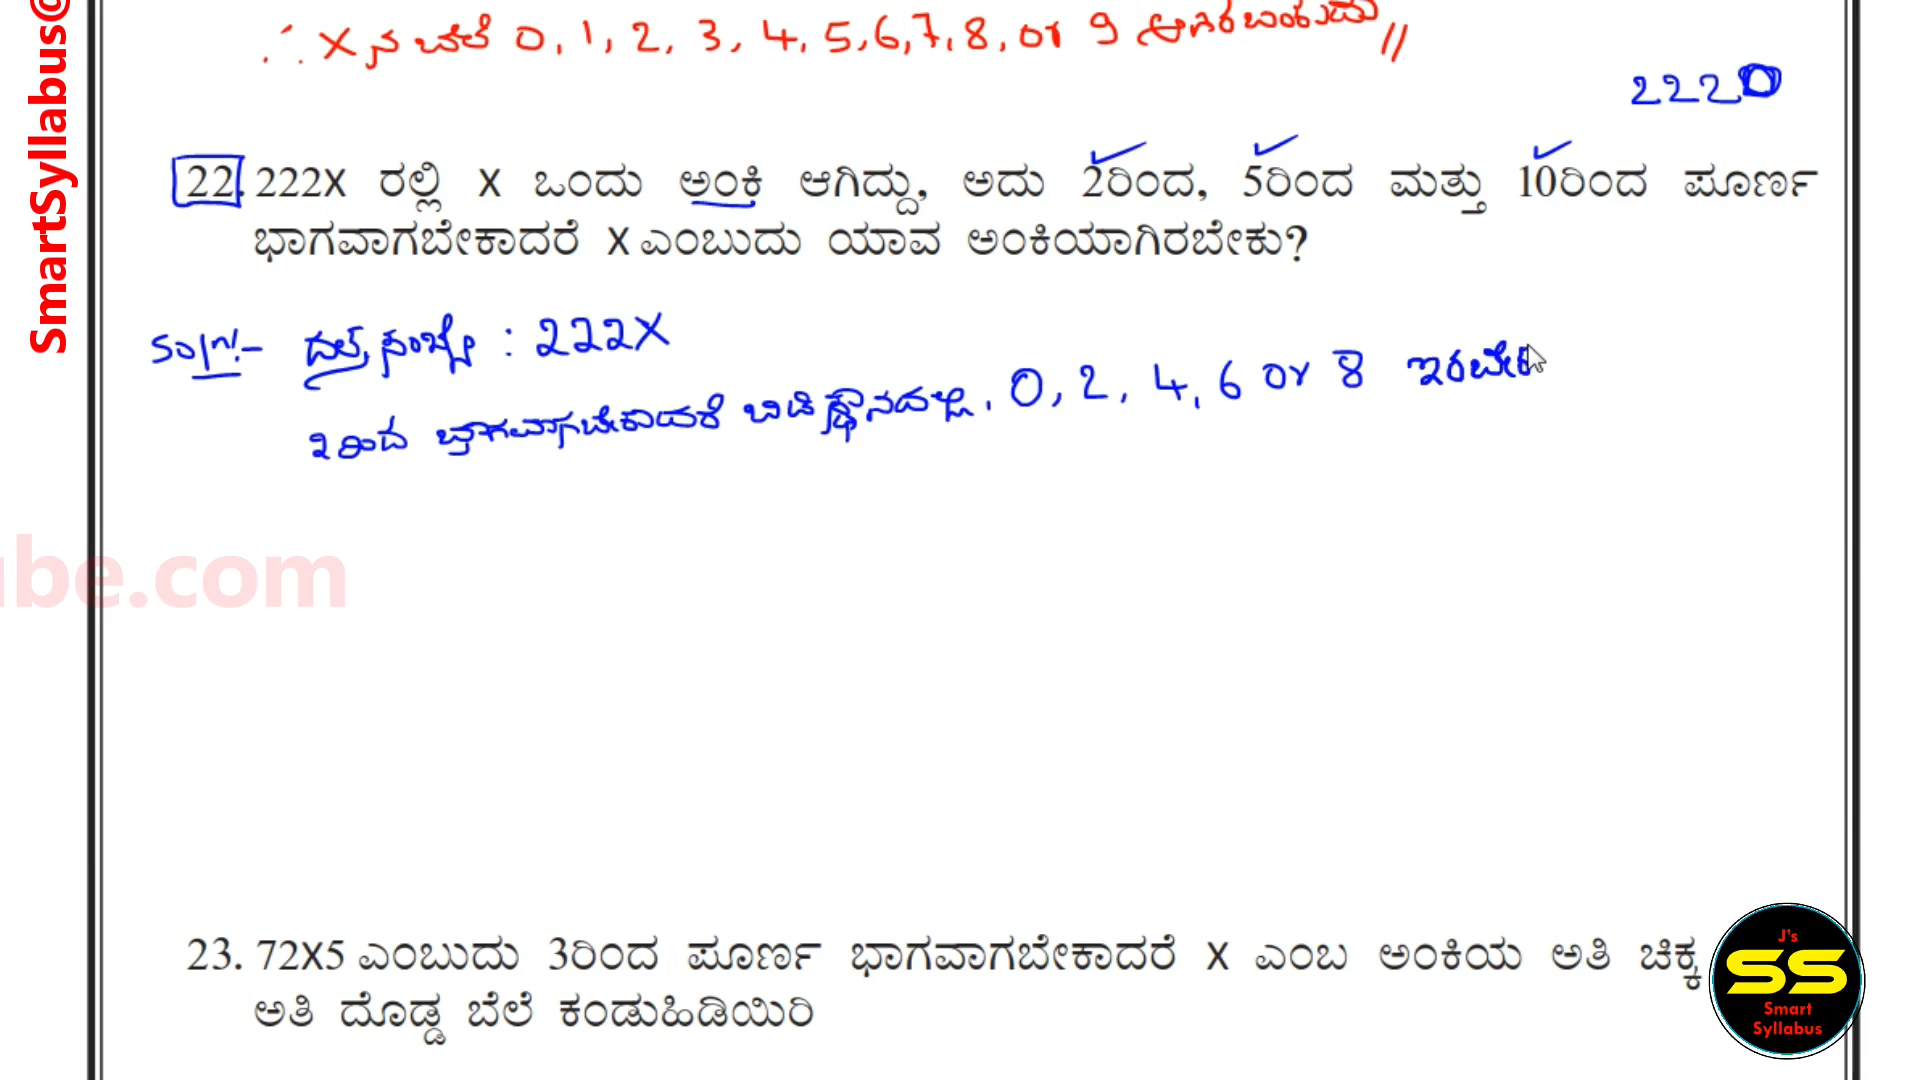 SmartSyllabus@
∴ X ನ ಬೆಲೆ 0, 1, 2, 3, 4, 5, 6, 7, 8, or 9 ಆಗಿರಬಹುದು //
2220
22. 222X ರಲ್ಲಿ X ಒಂದು ಅಂಕಿ ಆಗಿದ್ದು, ಅದು 2ರಿಂದ, 5ರಿಂದ ಮತ್ತು 10ರಿಂದ ಪೂರ್ಣ
ಭಾಗವಾಗಬೇಕಾದರೆ X ಎಂಬುದು ಯಾವ ಅಂಕಿಯಾಗಿರಬೇಕು?
Soln:- ದತ್ತ ಸಂಖ್ಯೆ : 222X
2ರಿಂದ ಭಾಗವಾಗಬೇಕಾದರೆ ಬಿಡಿ ಸ್ಥಾನದಲ್ಲಿ. 0, 2, 4, 6 or 8 ಇರಬೇಕ
ube.com
23. 72X5 ಎಂಬುದು 3ರಿಂದ ಪೂರ್ಣ ಭಾಗವಾಗಬೇಕಾದರೆ X ಎಂಬ ಅಂಕಿಯ ಅತಿ ಚಿಕ್ಕ
ಅತಿ ದೊಡ್ಡ ಬೆಲೆ ಕಂಡುಹಿಡಿಯಿರಿ
J's
SS
Smart
Syllabus